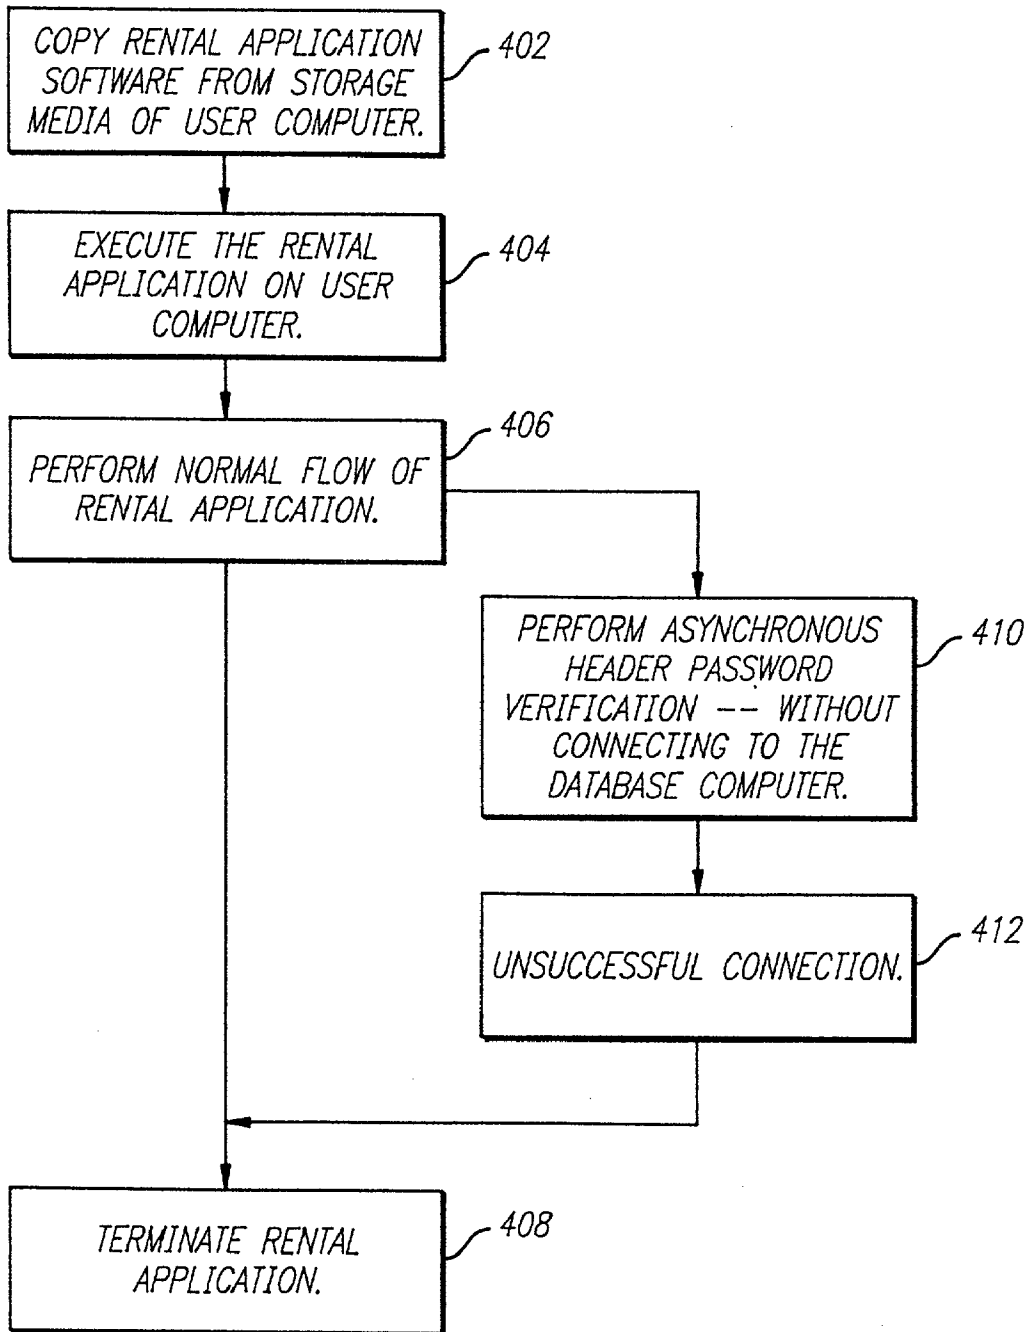 COPY RENTAL APPLICATION
SOFTWARE FROM STORAGE
MEDIA OF USER COMPUTER.
402
EXECUTE THE RENTAL
APPLICATION ON USER
COMPUTER.
404
PERFORM NORMAL FLOW OF
RENTAL APPLICATION.
406
PERFORM ASYNCHRONOUS
HEADER PASSWORD
VERIFICATION -- WITHOUT
CONNECTING TO THE
DATABASE COMPUTER.
410
UNSUCCESSFUL CONNECTION.
412
TERMINATE RENTAL
APPLICATION.
408